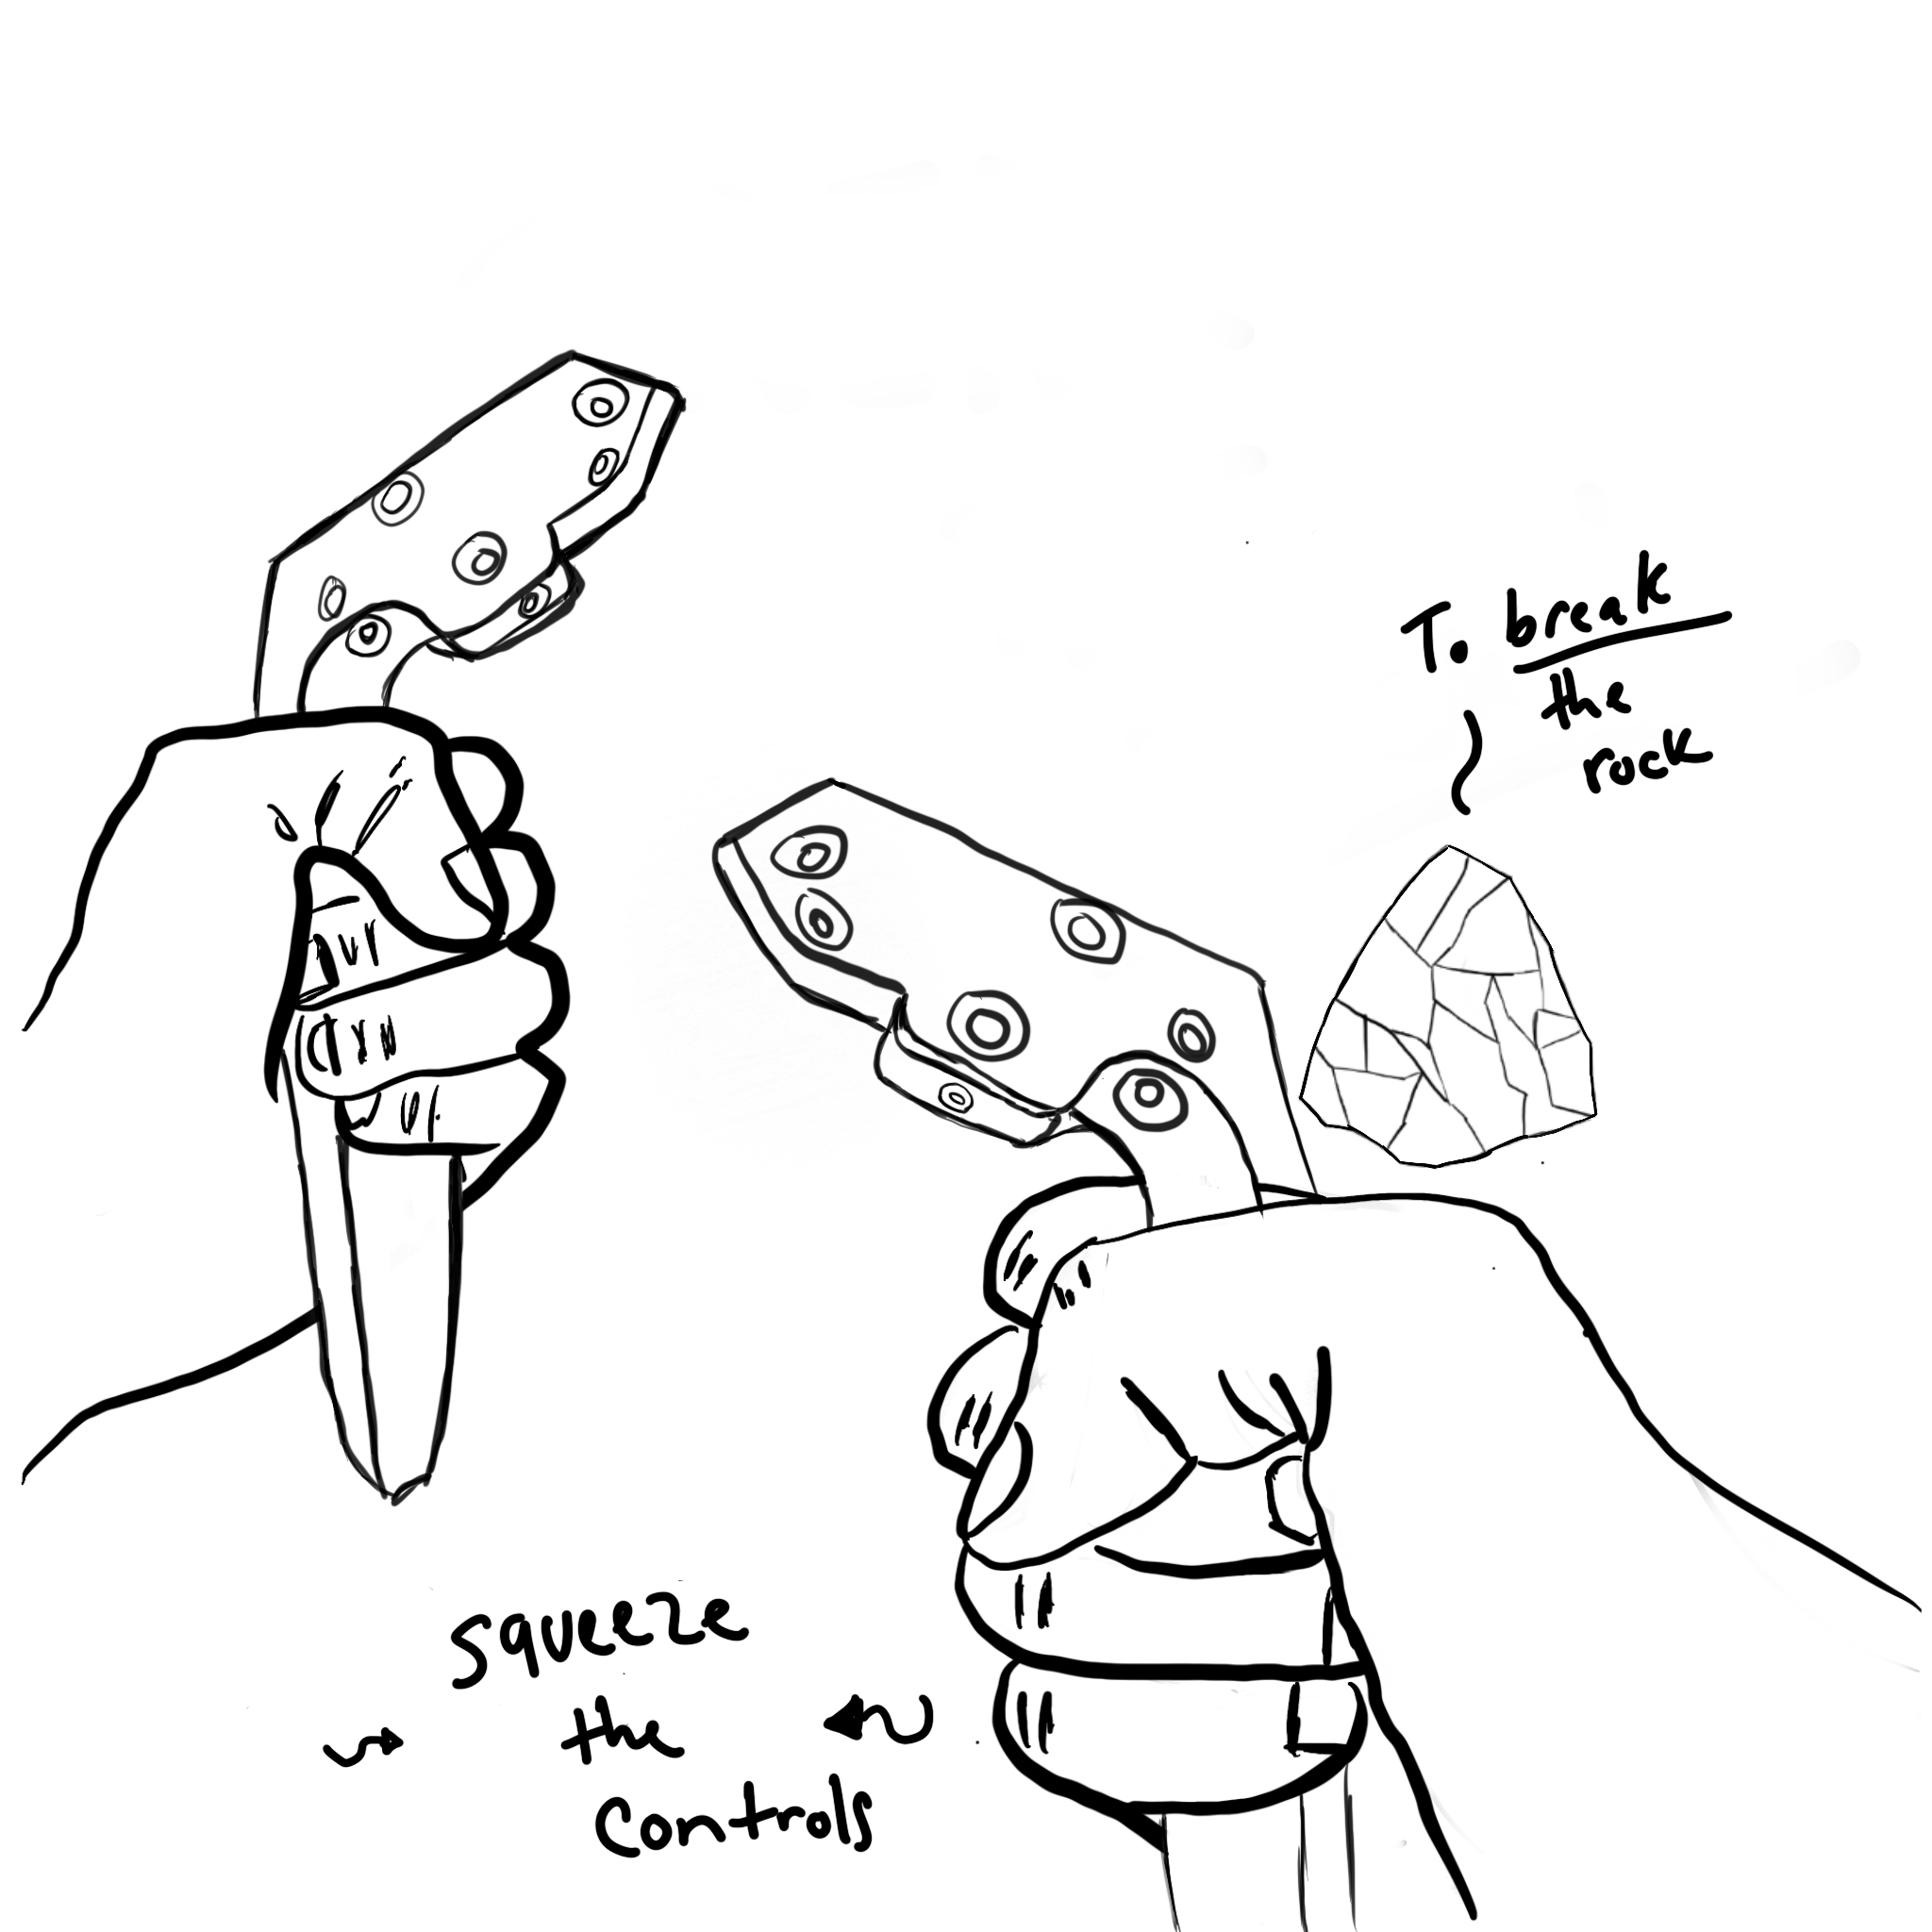 To break
the
rock
squeeze
the
controls